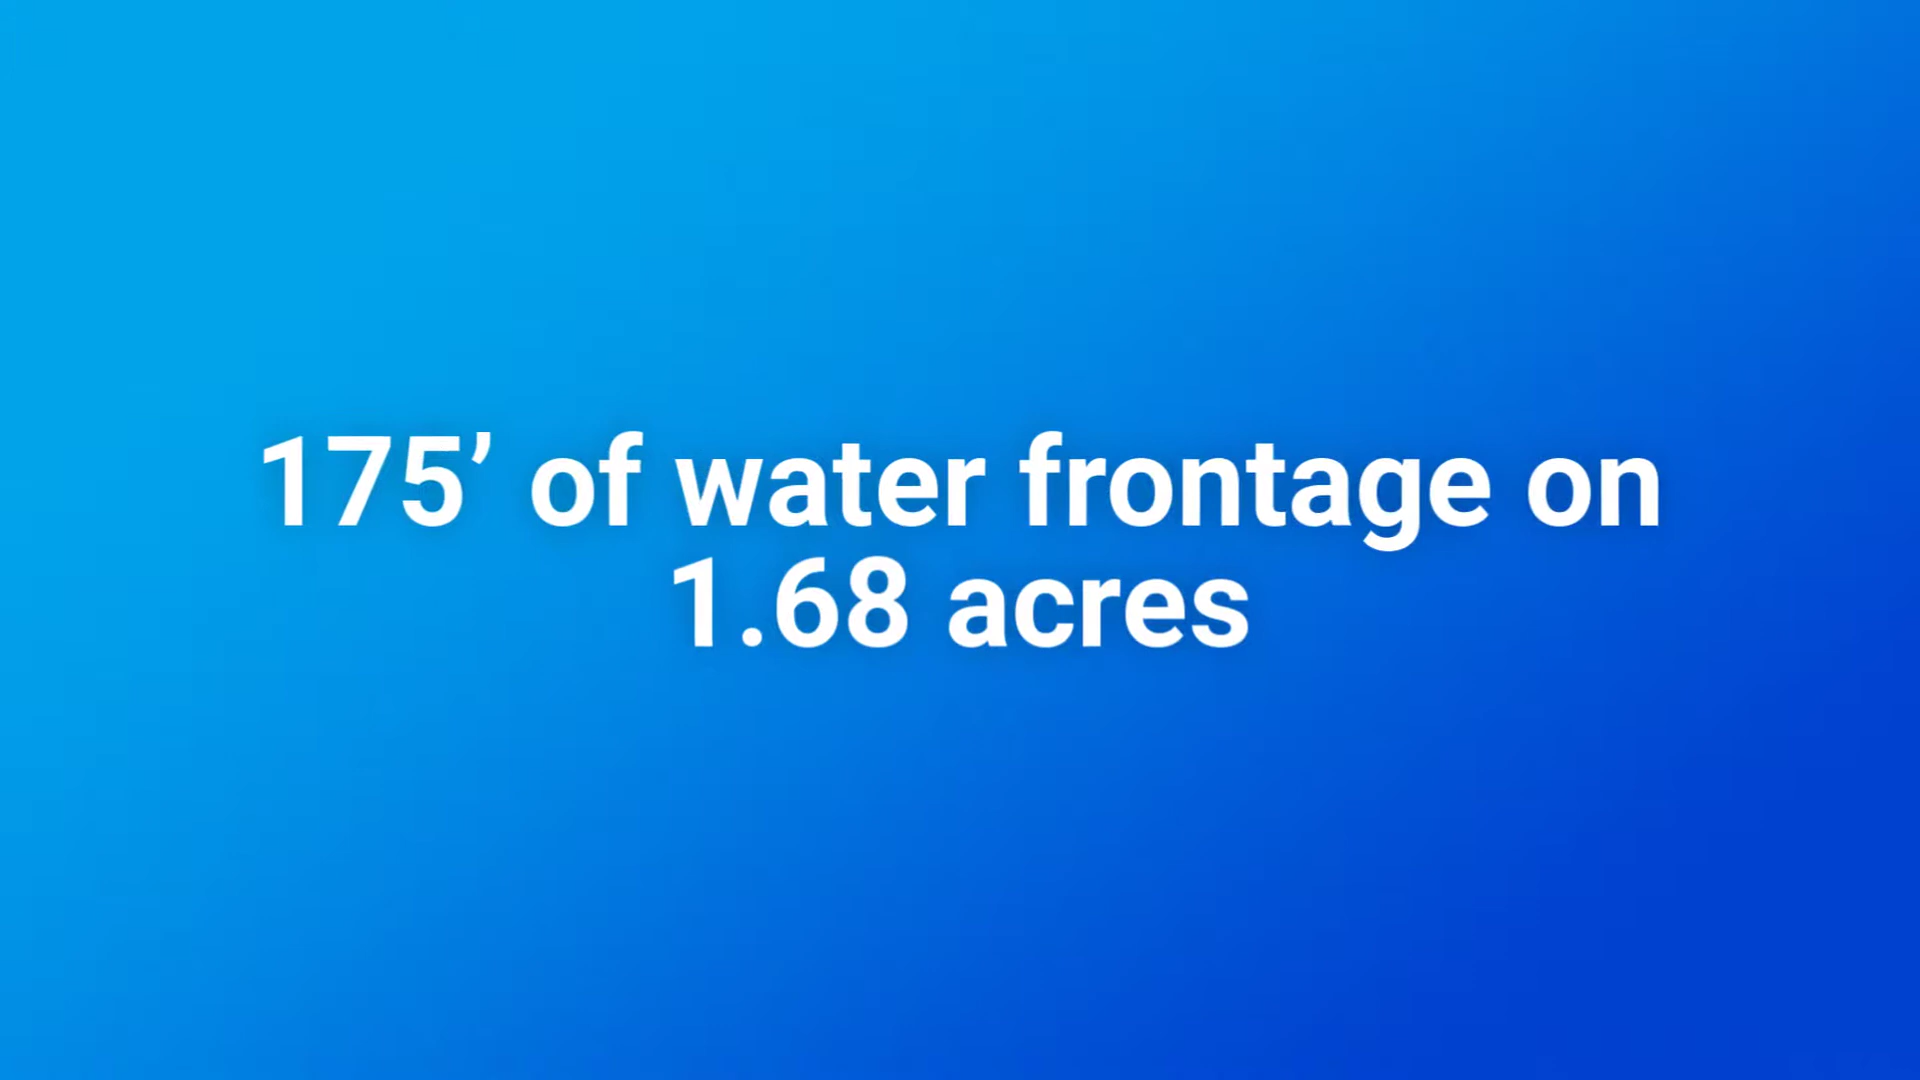 175’ of water frontage on
1.68 acres